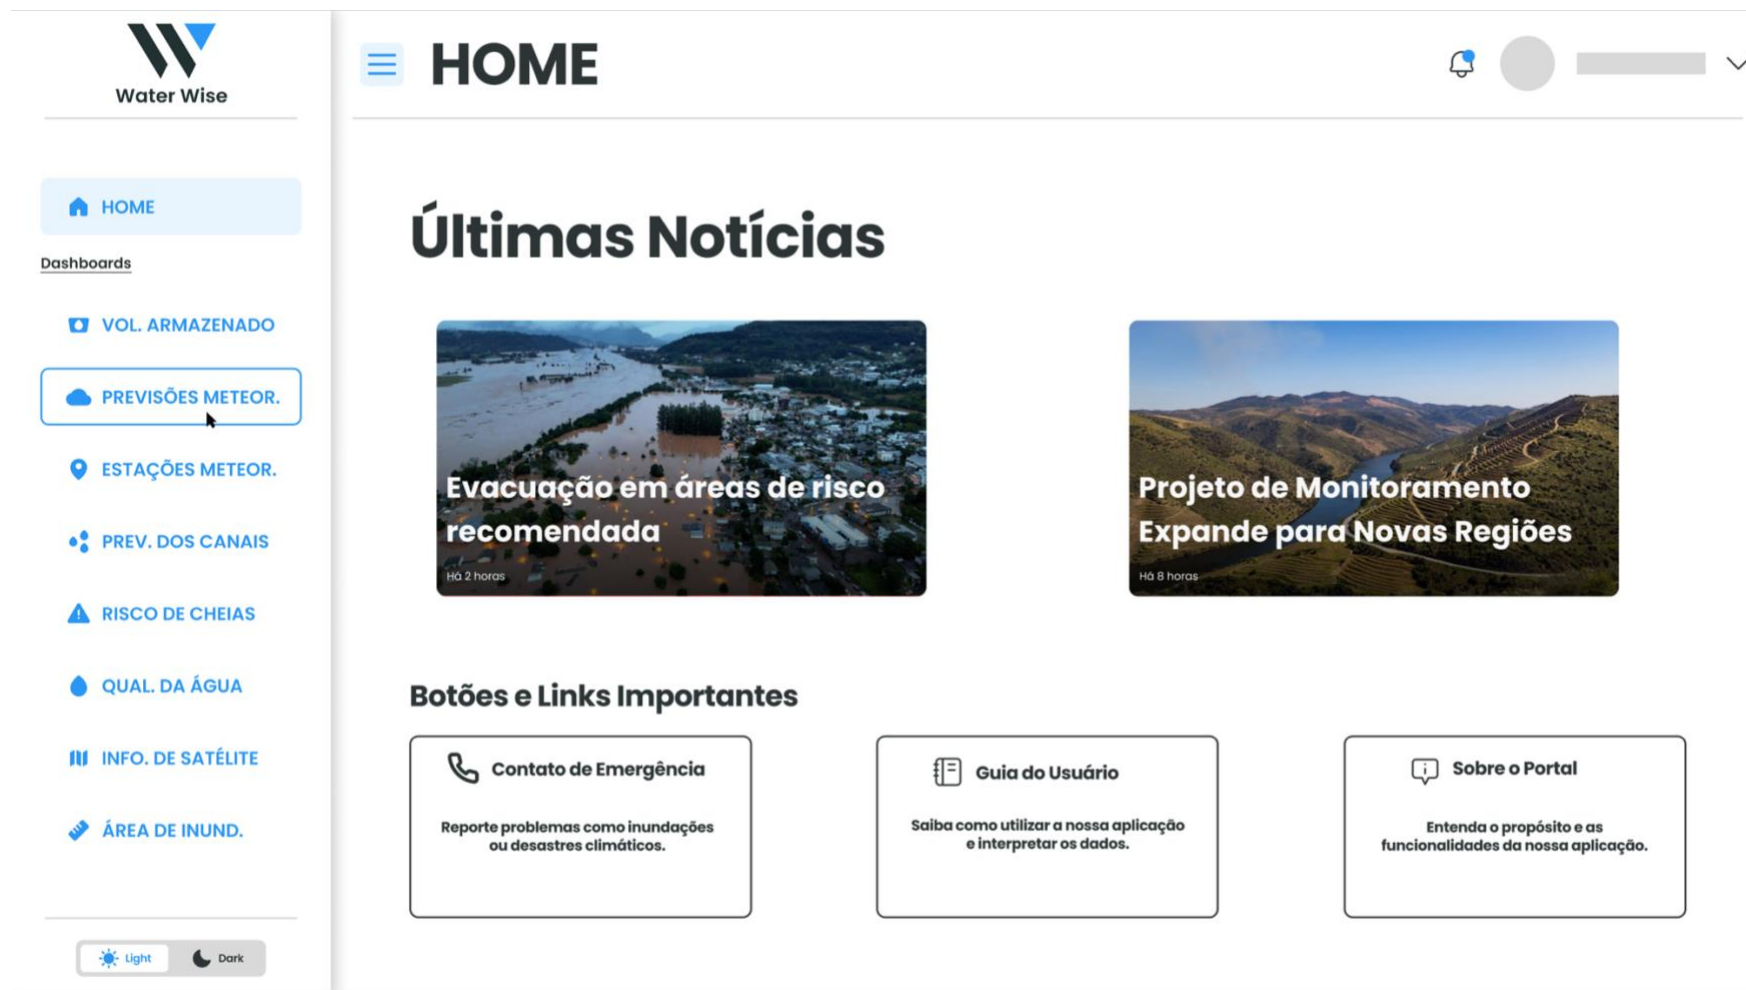 Water Wise
HOME
HOME
Dashboards
VOL. ARMAZENADO
PREVISÕES METEOR.
ESTAÇÕES METEOR.
PREV. DOS CANAIS
RISCO DE CHEIAS
QUAL. DA ÁGUA
INFO. DE SATÉLITE
ÁREA DE INUND.
Light
Dark
Últimas Notícias
Evacuação em áreas de risco
recomendada
Há 2 horas
Projeto de Monitoramento
Expande para Novas Regiões
Há 8 horas
Botões e Links Importantes
Contato de Emergência
Reporte problemas como inundações
ou desastres climáticos.
Guia do Usuário
Saiba como utilizar a nossa aplicação
e interpretar os dados.
Sobre o Portal
Entenda o propósito e as
funcionalidades da nossa aplicação.